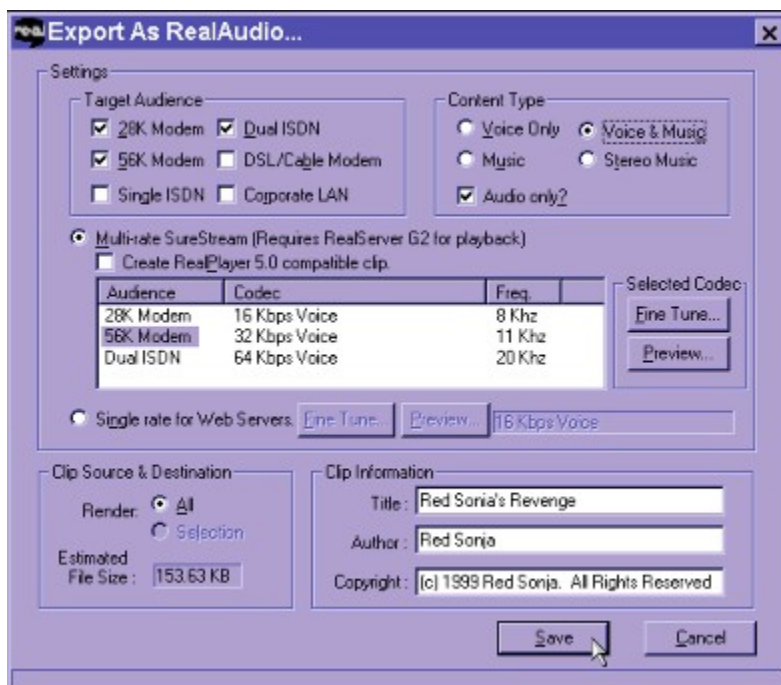 real Export As RealAudio...
Settings
Target Audience
28K Modem
Dual ISDN
56K Modem
DSL/Cable Modem
Single ISDN
Corporate LAN
Content Type
Voice Only
Voice & Music
Music
Stereo Music
Audio only?
Multi-rate SureStream (Requires RealServer G2 for playback)
Create RealPlayer 5.0 compatible clip.
Audience Codec Freq.
28K Modem 16 Kbps Voice 8 Khz
56K Modem 32 Kbps Voice 11 Khz
Dual ISDN 64 Kbps Voice 20 Khz
Selected Codec
Fine Tune...
Preview...
Single rate for Web Servers. Fine Tune... Preview... 16 Kbps Voice
Clip Source & Destination
Render: All
Selection
Estimated
File Size : 153.63 KB
Clip Information
Title : Red Sonia's Revenge
Author : Red Sonja
Copyright : (c) 1999 Red Sonja. All Rights Reserved
Save
Cancel